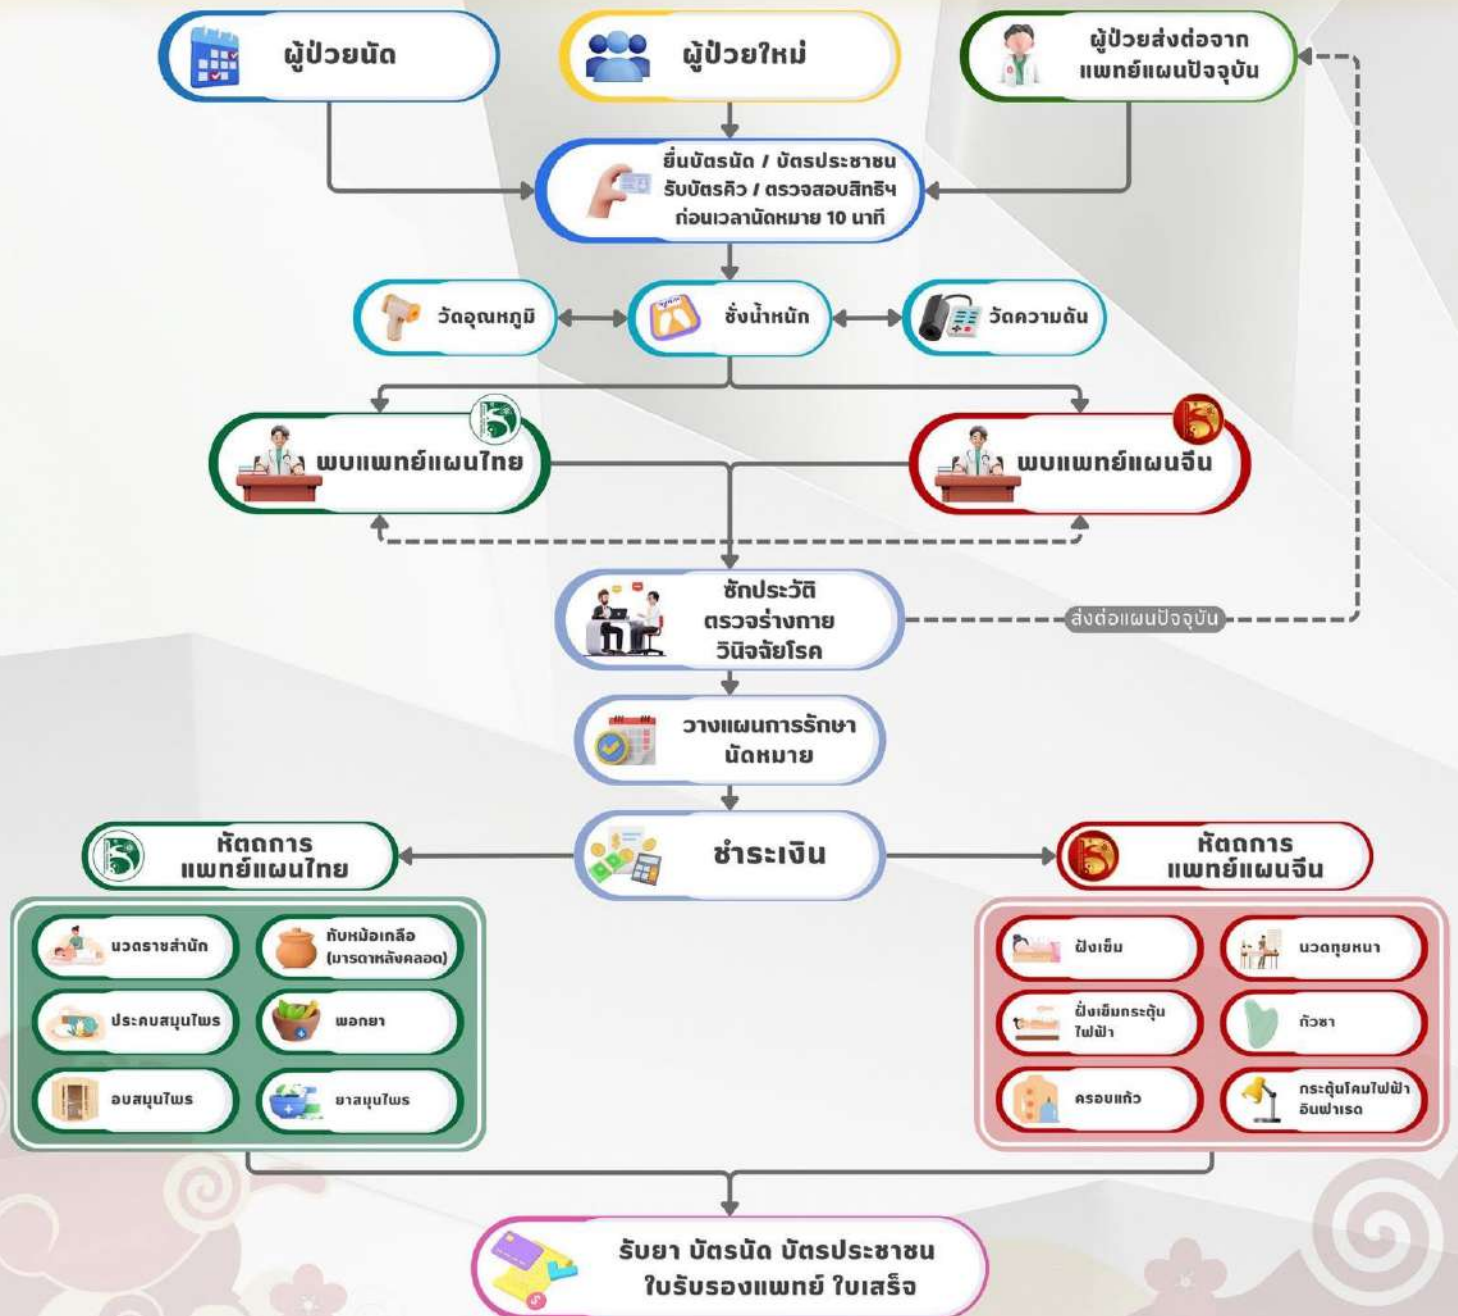 ผู้ป่วยนัด
ผู้ป่วยใหม่
ผู้ป่วยส่งต่อจาก
แพทย์แผนปัจจุบัน
ยื่นบัตรนัด / บัตรประชาชน
รับบัตรคิว / ตรวจสอบสิทธิฯ
ก่อนเวลานัดหมาย 10 นาที
วัดอุณหภูมิ
ชั่งน้ำหนัก
วัดความดัน
พบแพทย์แผนไทย
พบแพทย์แผนจีน
ซักประวัติ
ตรวจร่างกาย
วินิจฉัยโรค
ส่งต่อแผนปัจจุบัน
วางแผนการรักษา
นัดหมาย
ชำระเงิน
หัตถการ
แพทย์แผนไทย
หัตถการ
แพทย์แผนจีน
นวดราชสำนัก
ทับหม้อเกลือ
(มารดาหลังคลอด)
ประคบสมุนไพร
พอกยา
อบสมุนไพร
ยาสมุนไพร
ฝังเข็ม
นวดทุยหนา
ฝั่งเข็มกระตุ้น
ไฟฟ้า
กัวซา
ครอบแก้ว
กระตุ้นโคมไฟฟ้า
อินฟาเรด
รับยา บัตรนัด บัตรประชาชน
ใบรับรองแพทย์ ใบเสร็จ